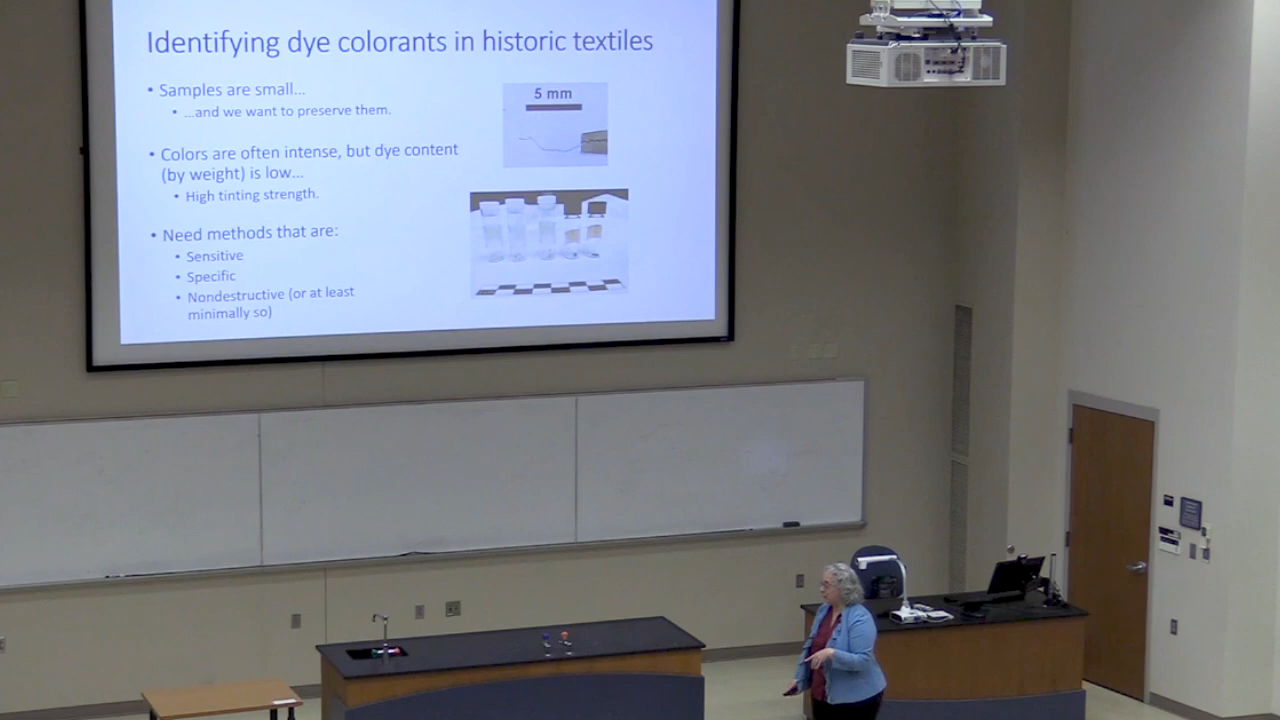 Identifying dye colorants in historic textiles
• Samples are small...
• ...and we want to preserve them.
• Colors are often intense, but dye content
(by weight) is low...
• High tinting strength.
• Need methods that are:
• Sensitive
• Specific
• Nondestructive (or at least
minimally so)
5 mm